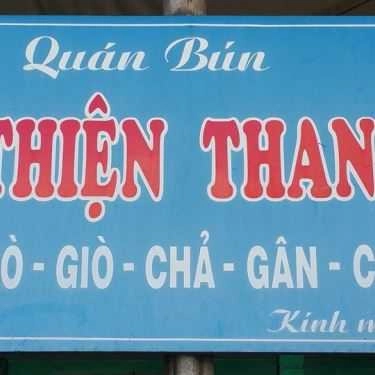 Quán Bún
THIỆN THAN
Ò - GIÒ - CHẢ - GÂN - C
Kính